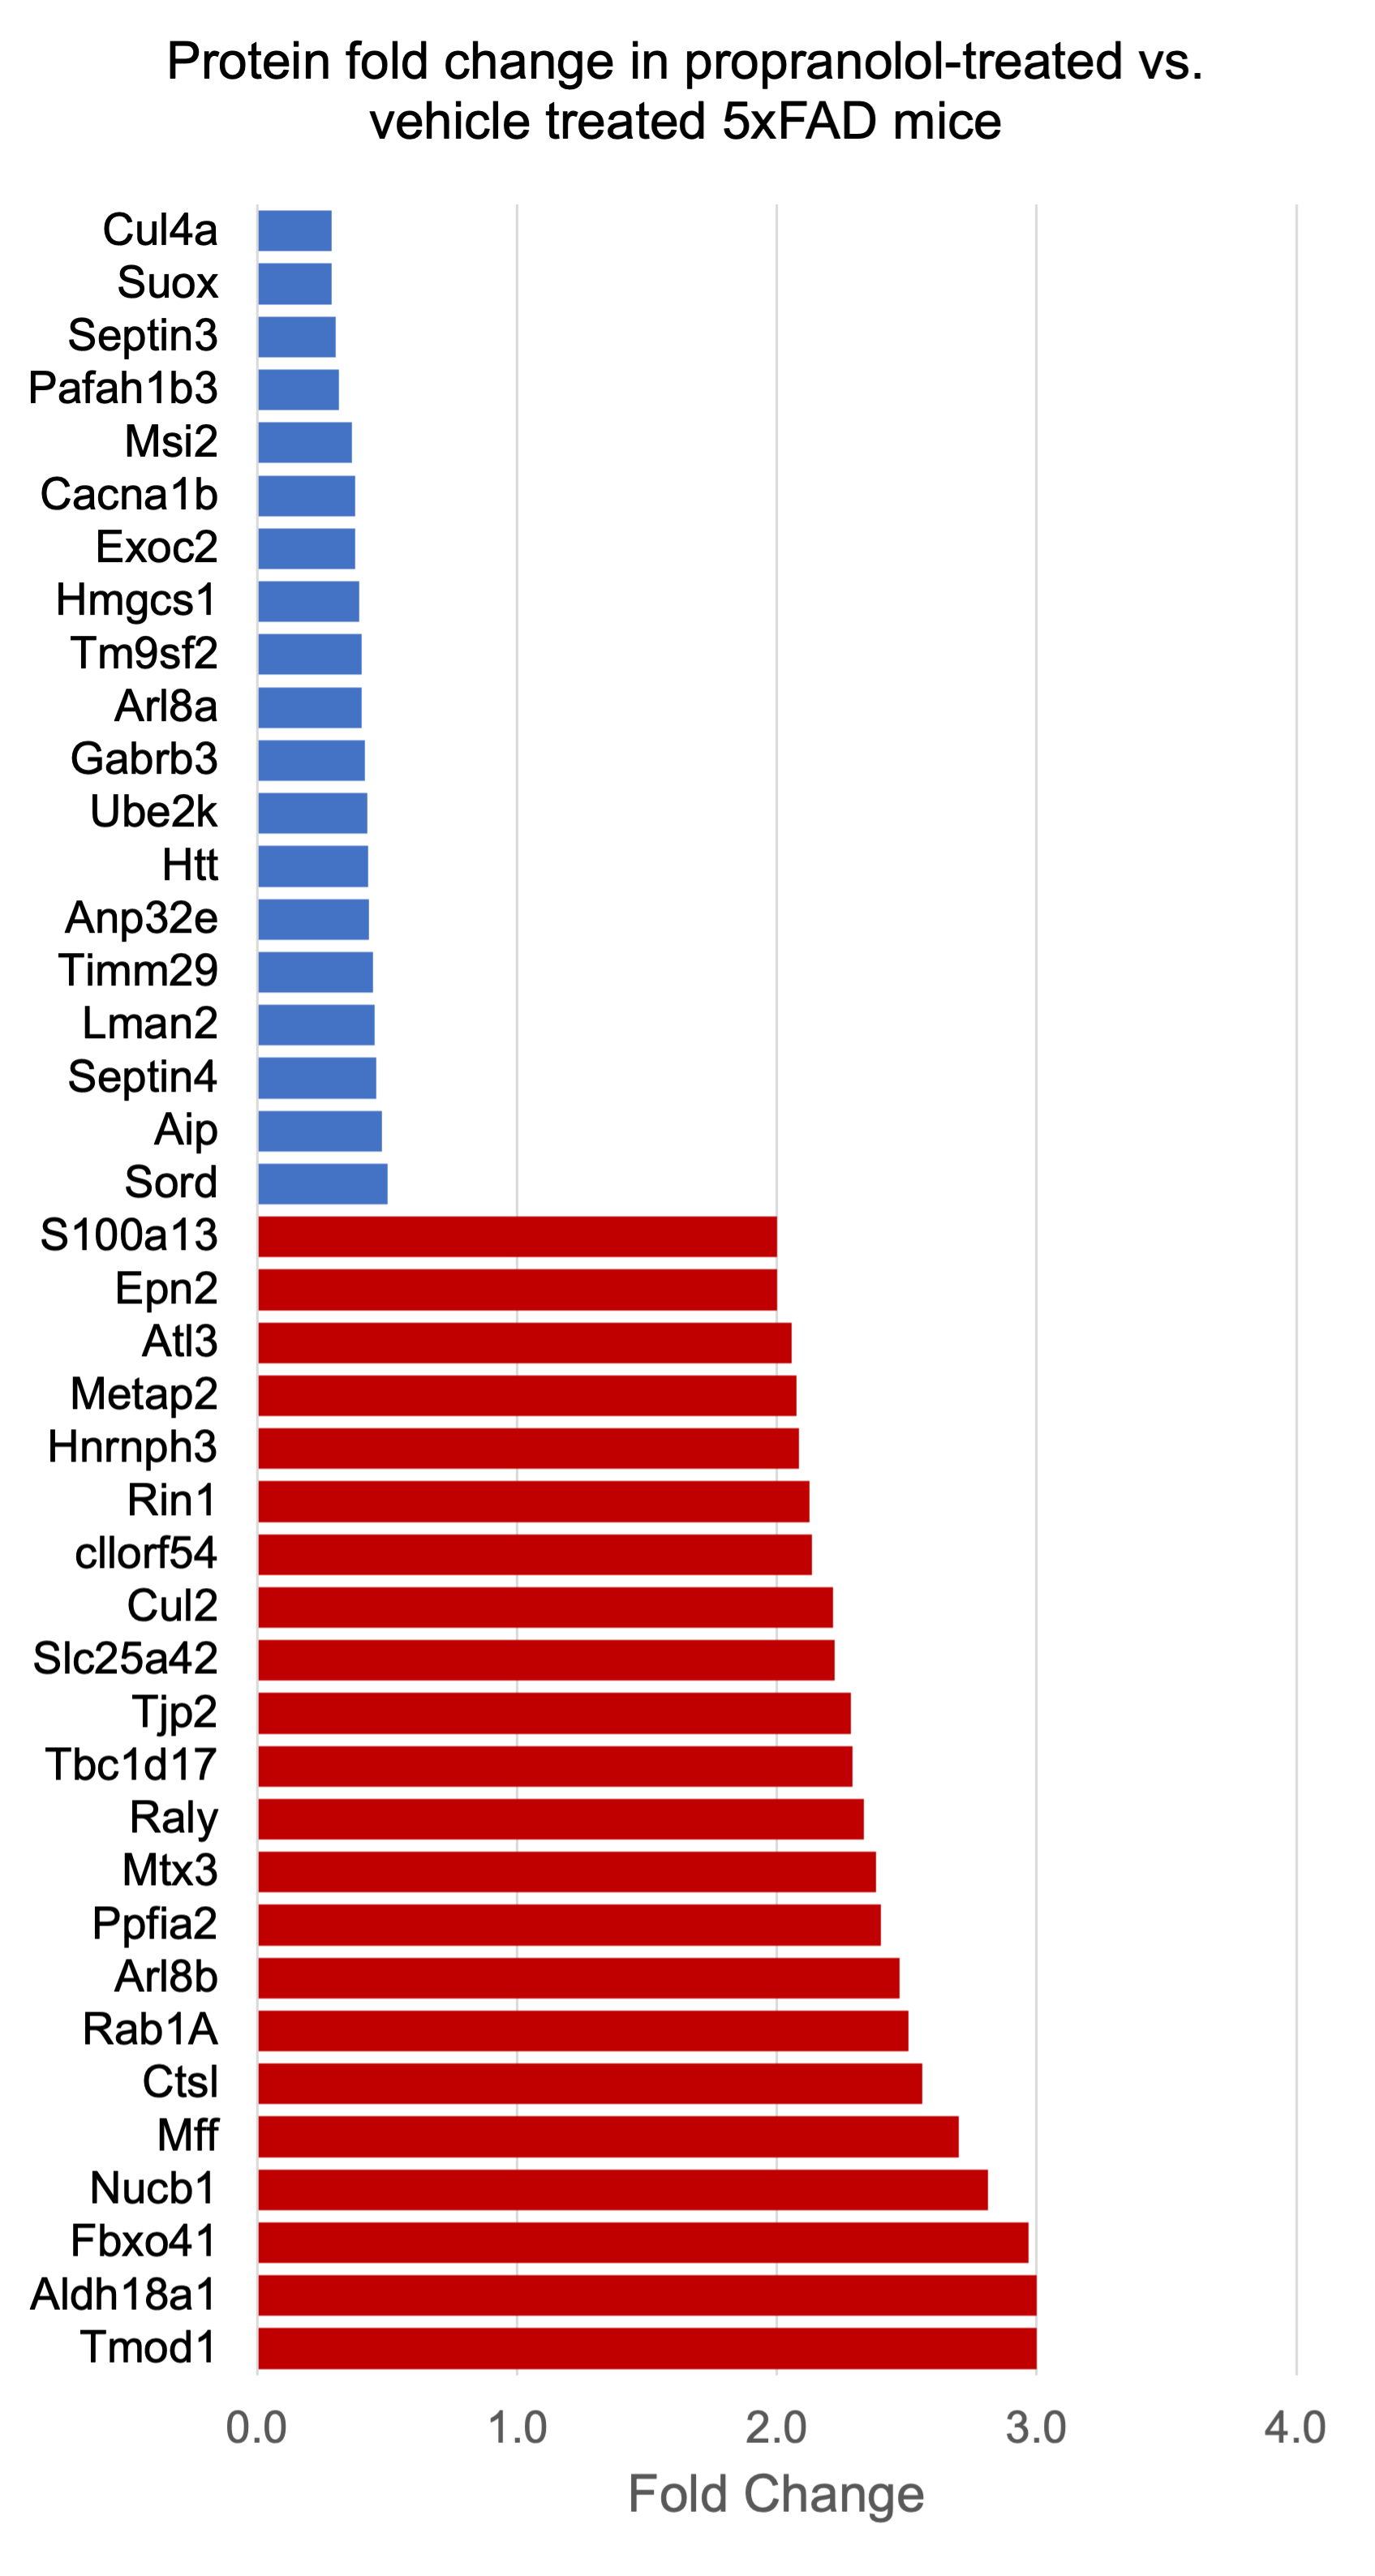 Protein fold change in propranolol-treated vs.
vehicle treated 5xFAD mice
Cul4a
Suox
Septin3
Pafah1b3
Msi2
Cacna1b
Exoc2
Hmgcs1
Tm9sf2
Arl8a
Gabrb3
Ube2k
Htt
Anp32e
Timm29
Lman2
Septin4
Aip
Sord
S100a13
Epn2
Atl3
Metap2
Hnrnph3
Rin1
cllorf54
Cul2
Slc25a42
Tjp2
Tbc1d17
Raly
Mtx3
Ppfia2
Arl8b
Rab1A
Ctsl
Mff
Nucb1
Fbxo41
Aldh18a1
Tmod1
0.0 1.0 2.0 3.0 4.0
Fold Change